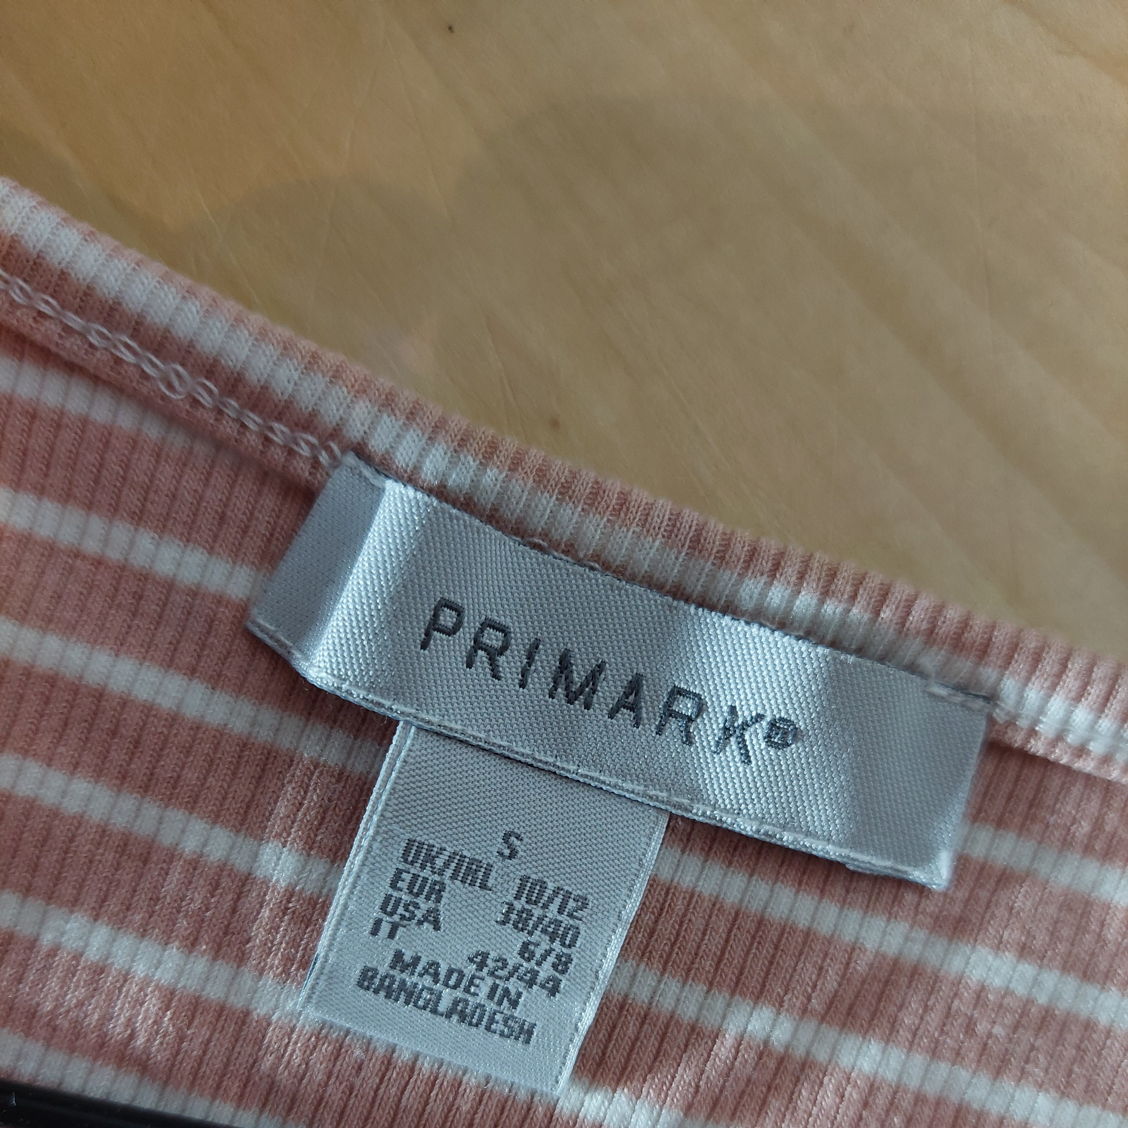 PRIMARK®
S
UK/IRL 10/12
EUR 38/40
USA 6/8
IT 42/44
MADE IN
BANGLADESH